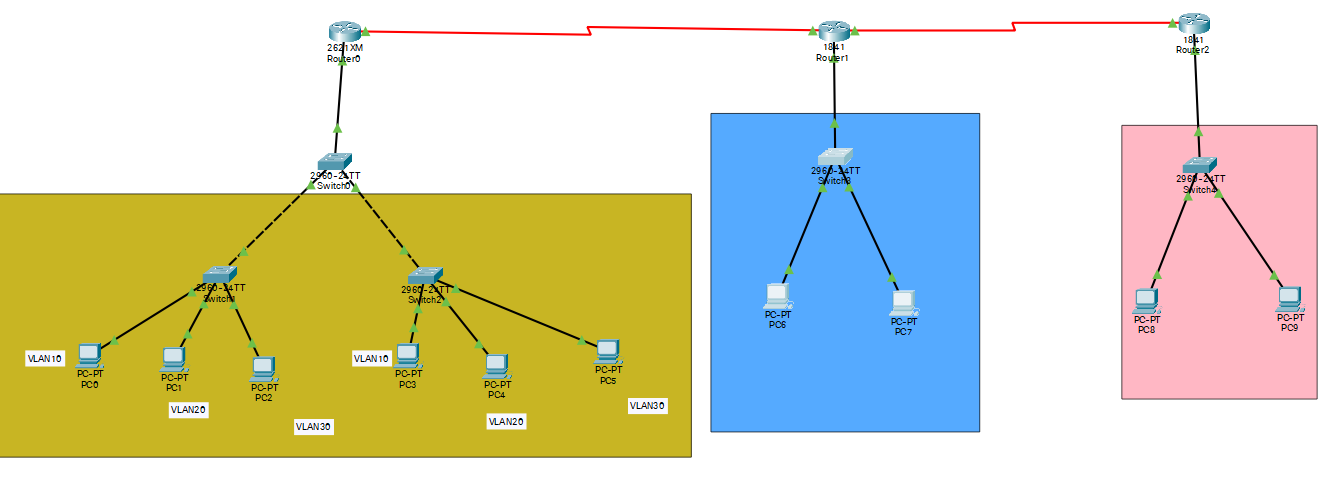 2621XM
Router0
1841
Router1
1841
Router2
2960-24TT
Switch0
2960-24TT
Switch3
2960-24TT
Switch4
2960-24TT
Switch1
2960-24TT
Switch2
VLAN10
PC-PT
PC0
PC-PT
PC1
PC-PT
PC2
VLAN10
PC-PT
PC3
PC-PT
PC4
PC-PT
PC5
PC-PT
PC6
PC-PT
PC7
PC-PT
PC8
PC-PT
PC9
VLAN20
VLAN30
VLAN20
VLAN30